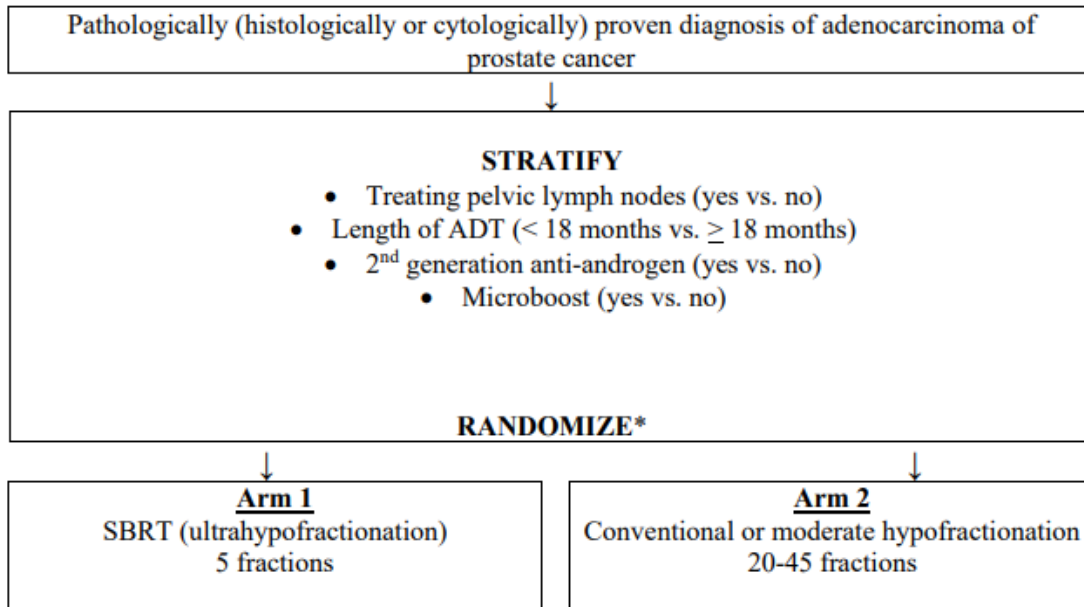 Pathologically (histologically or cytologically) proven diagnosis of adenocarcinoma of
prostate cancer
↓
STRATIFY
• Treating pelvic lymph nodes (yes vs. no)
• Length of ADT (< 18 months vs. ≥ 18 months)
• 2nd generation anti-androgen (yes vs. no)
• Microboost (yes vs. no)
RANDOMIZE*
↓ ↓
Arm 1
SBRT (ultrahypofractionation)
5 fractions
Arm 2
Conventional or moderate hypofractionation
20-45 fractions